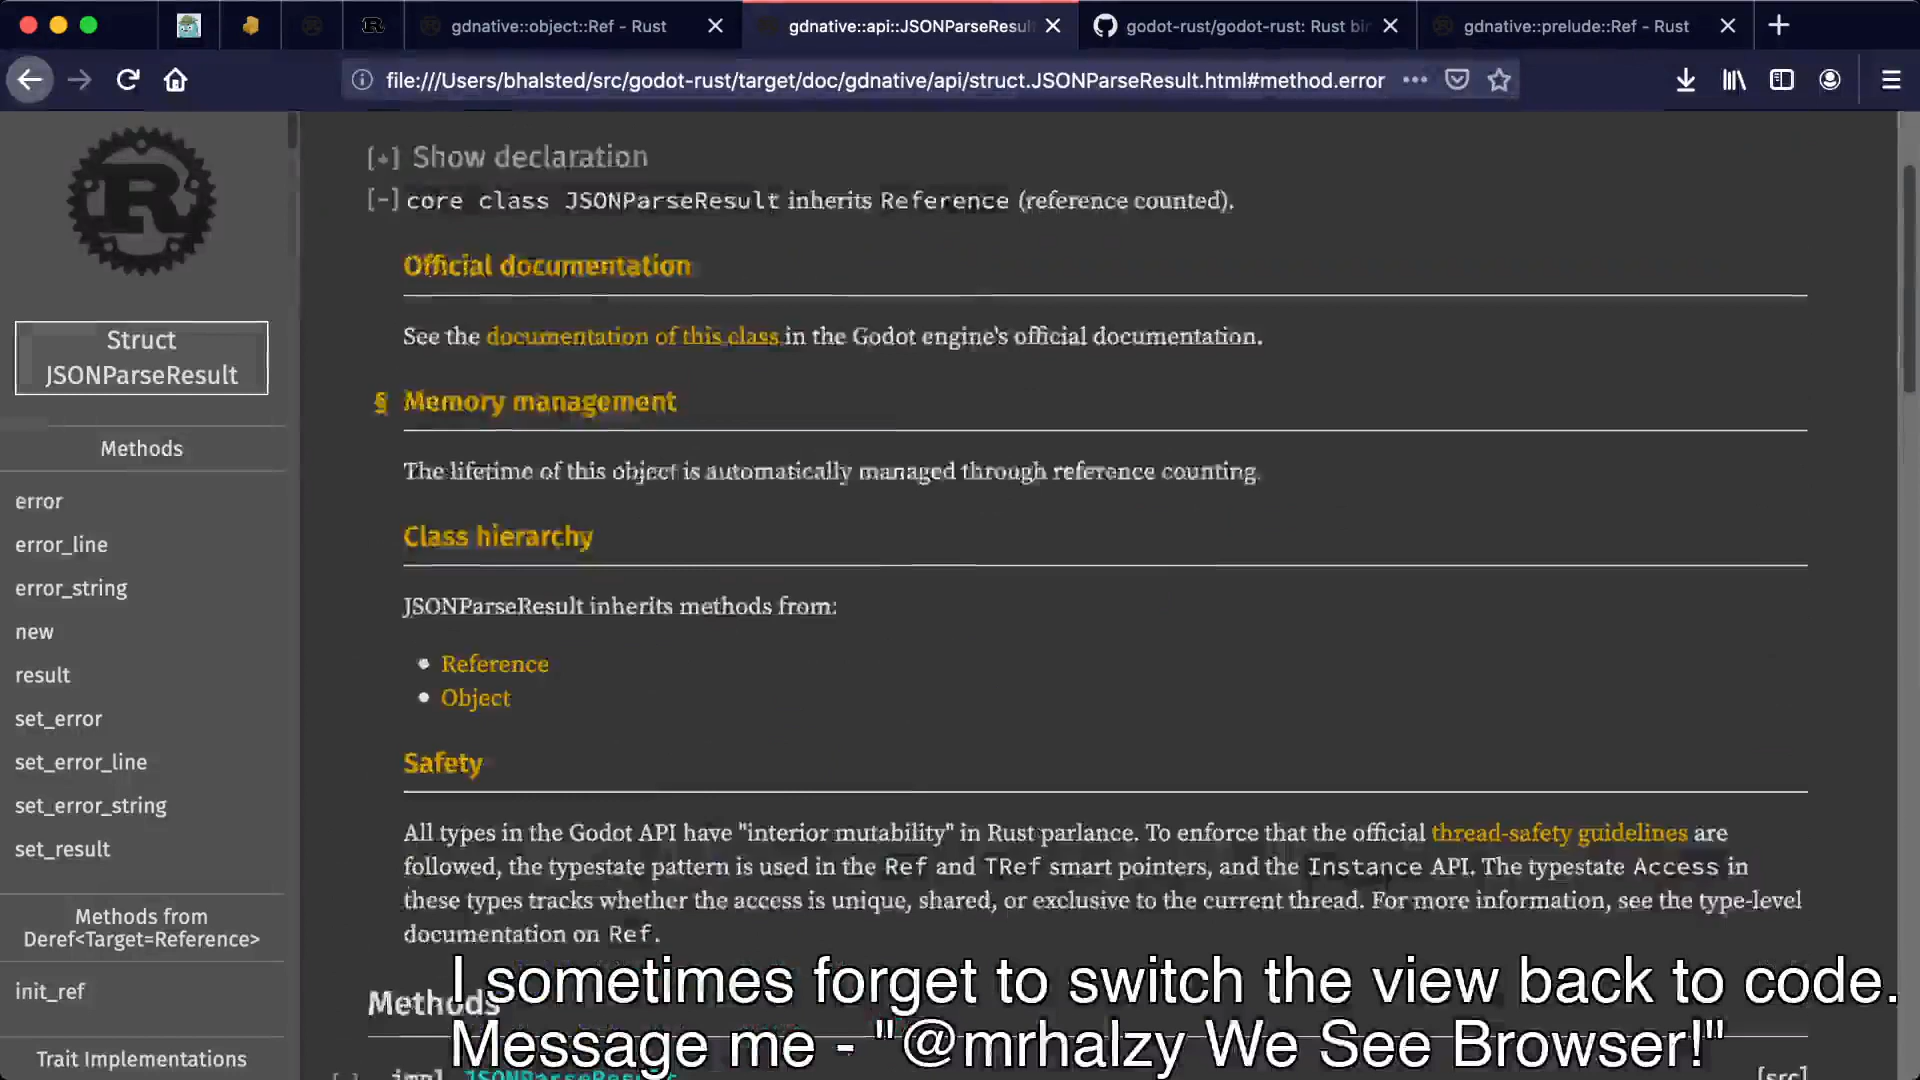 gdnative::object::Ref - Rust
gdnative::api::JSONParseResul
godot-rust/godot-rust: Rust bin
gdnative::prelude::Ref - Rust
file:///Users/bhalsted/src/godot-rust/target/doc/gdnative/api/struct.JSONParseResult.html#method.error
Struct
JSONParseResult
Methods
error
error_line
error_string
new
result
set_error
set_error_line
set_error_string
set_result
Methods from
Deref<Target=Reference>
init_ref
Trait Implementations
[+] Show declaration
[-] core class JSONParseResult inherits Reference (reference counted).
Official documentation
See the documentation of this class in the Godot engine's official documentation.
§ Memory management
The lifetime of this object is automatically managed through reference counting.
Class hierarchy
JSONParseResult inherits methods from:
• Reference
• Object
Safety
All types in the Godot API have "interior mutability" in Rust parlance. To enforce that the official thread-safety guidelines are
followed, the typestate pattern is used in the Ref and TRef smart pointers, and the Instance API. The typestate Access in
these types tracks whether the access is unique, shared, or exclusive to the current thread. For more information, see the type-level
documentation on Ref.
Methods
impl JSONParseResult
[src]
I sometimes forget to switch the view back to code.
Message me - "@mrhalzy We See Browser!"